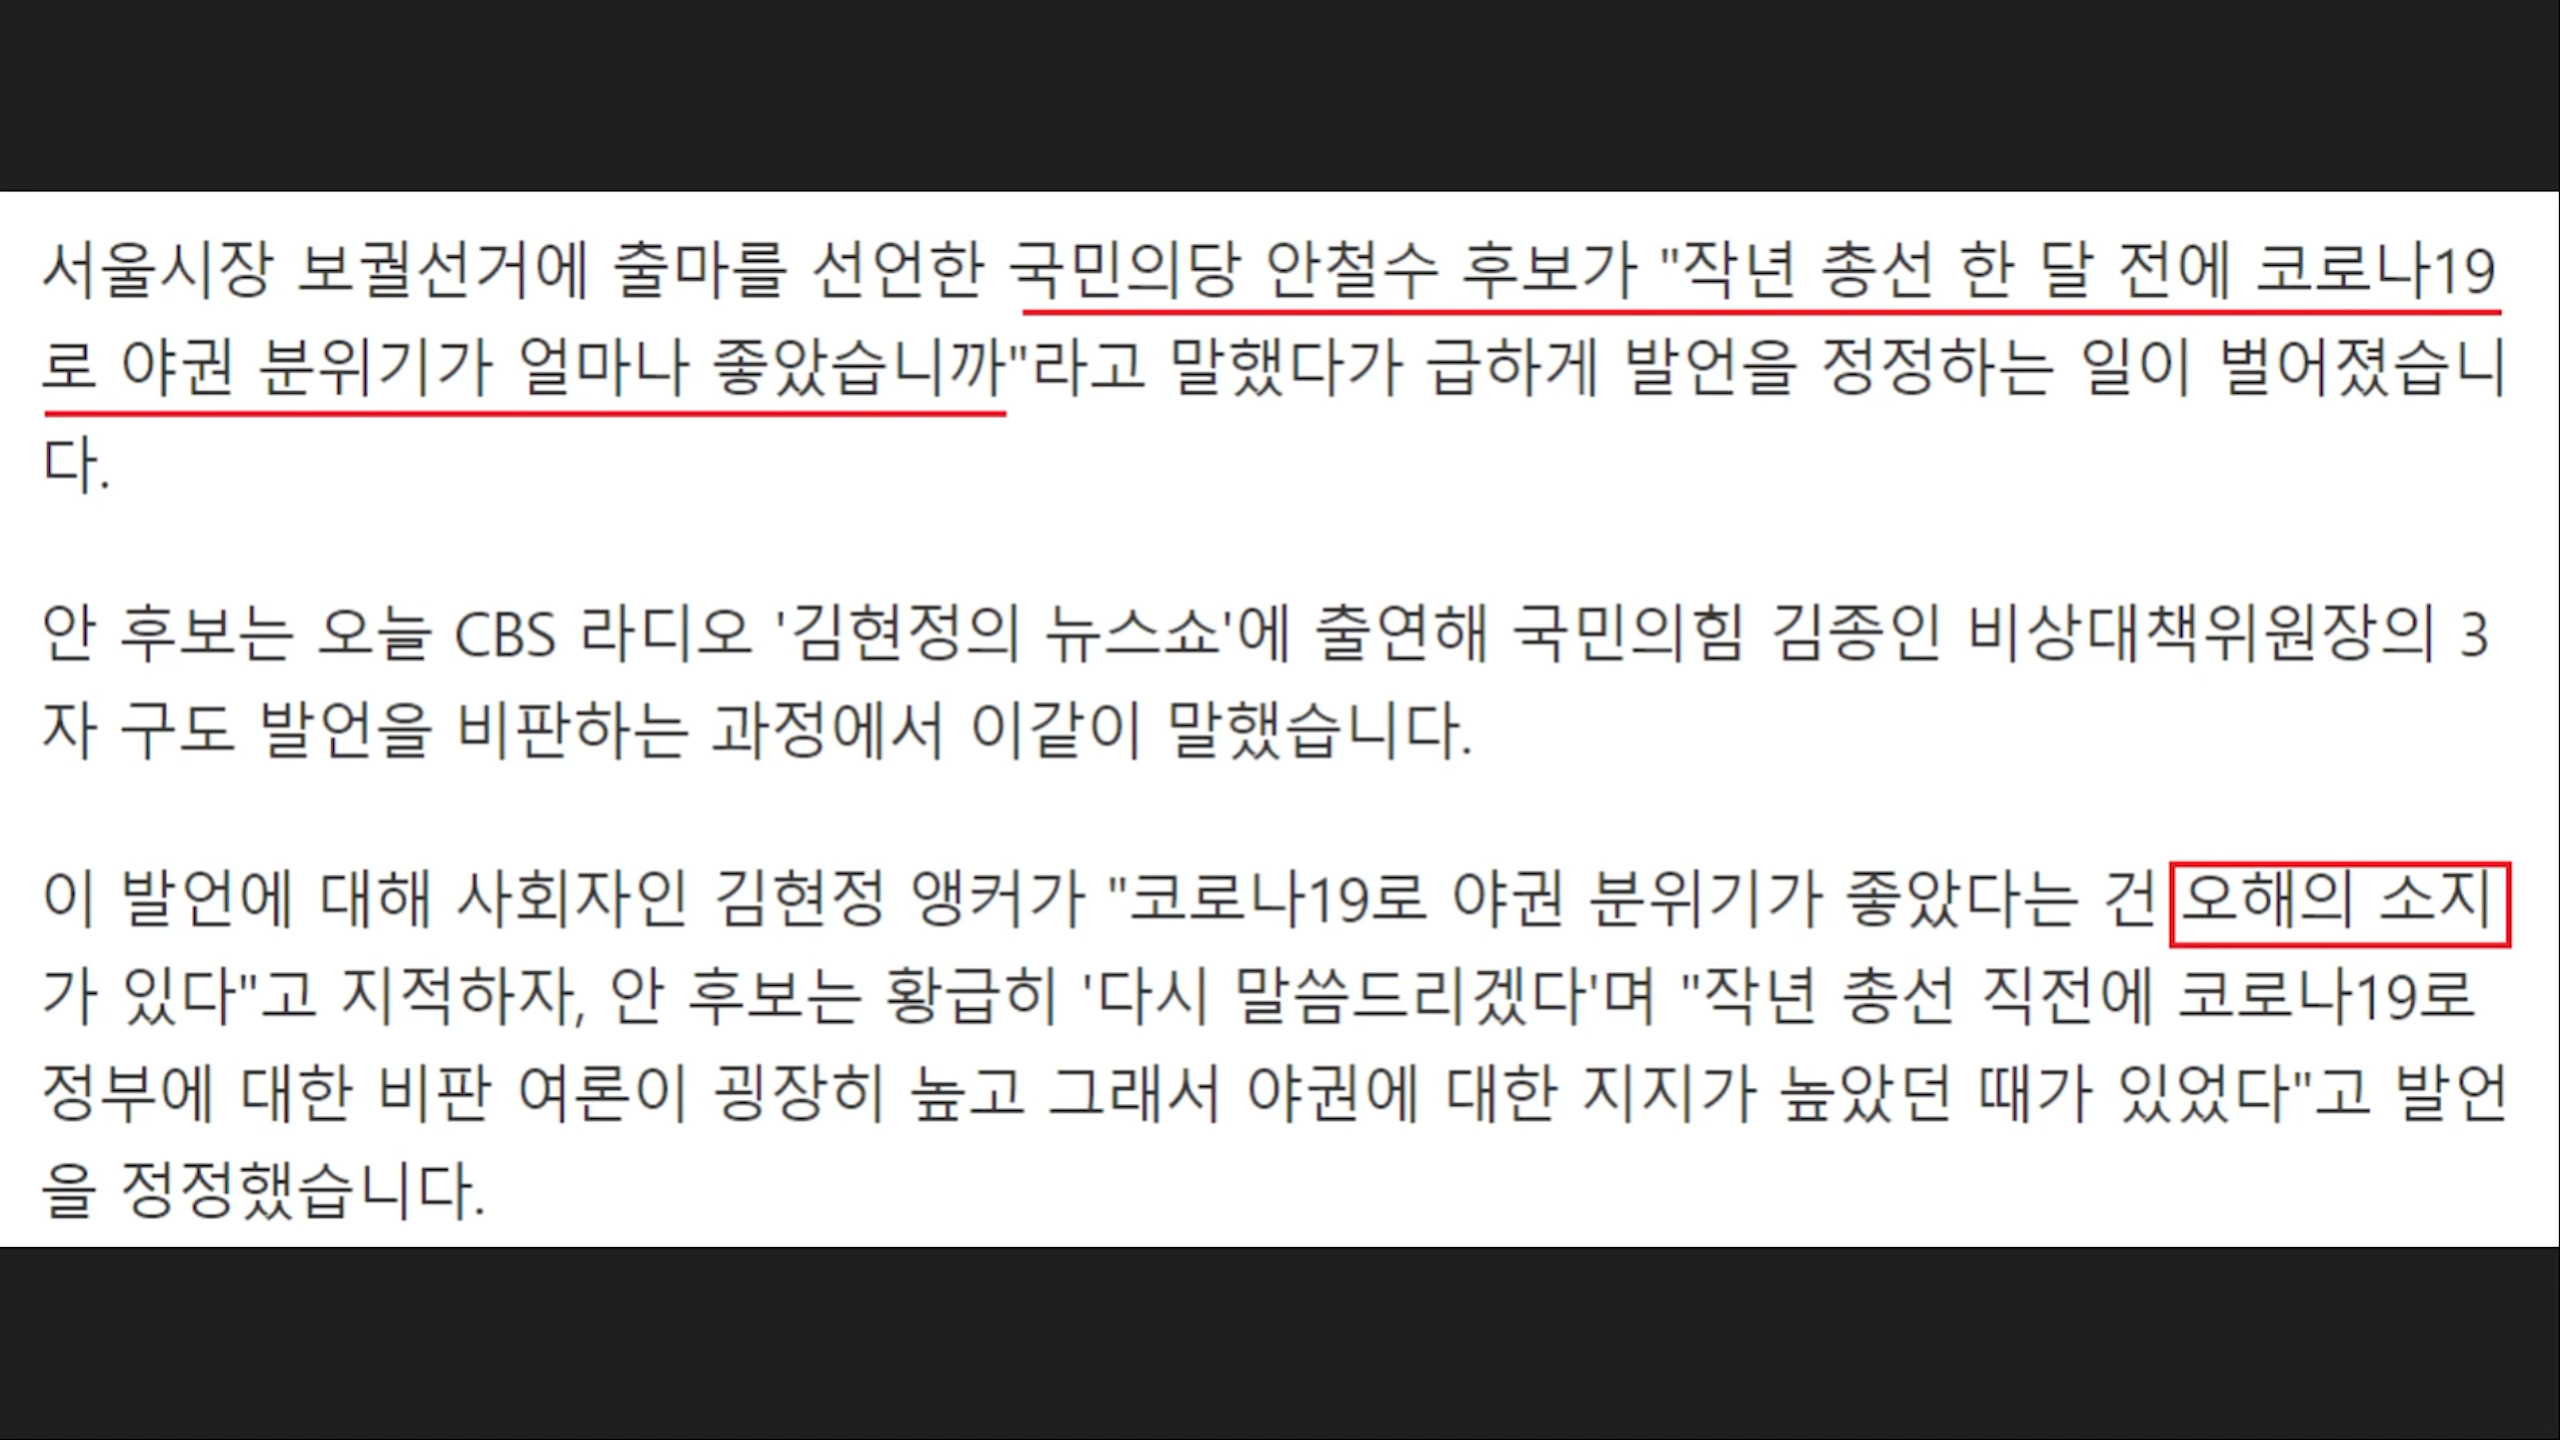 서울시장 보궐선거에 출마를 선언한 국민의당 안철수 후보가 "작년 총선 한 달 전에 코로나19
로 야권 분위기가 얼마나 좋았습니까"라고 말했다가 급하게 발언을 정정하는 일이 벌어졌습니
다.
안 후보는 오늘 CBS 라디오 '김현정의 뉴스쇼'에 출연해 국민의힘 김종인 비상대책위원장의 3
자 구도 발언을 비판하는 과정에서 이같이 말했습니다.
이 발언에 대해 사회자인 김현정 앵커가 "코로나19로 야권 분위기가 좋았다는 건 오해의 소지
가 있다"고 지적하자, 안 후보는 황급히 '다시 말씀드리겠다'며 "작년 총선 직전에 코로나19로
정부에 대한 비판 여론이 굉장히 높고 그래서 야권에 대한 지지가 높았던 때가 있었다"고 발언
을 정정했습니다.